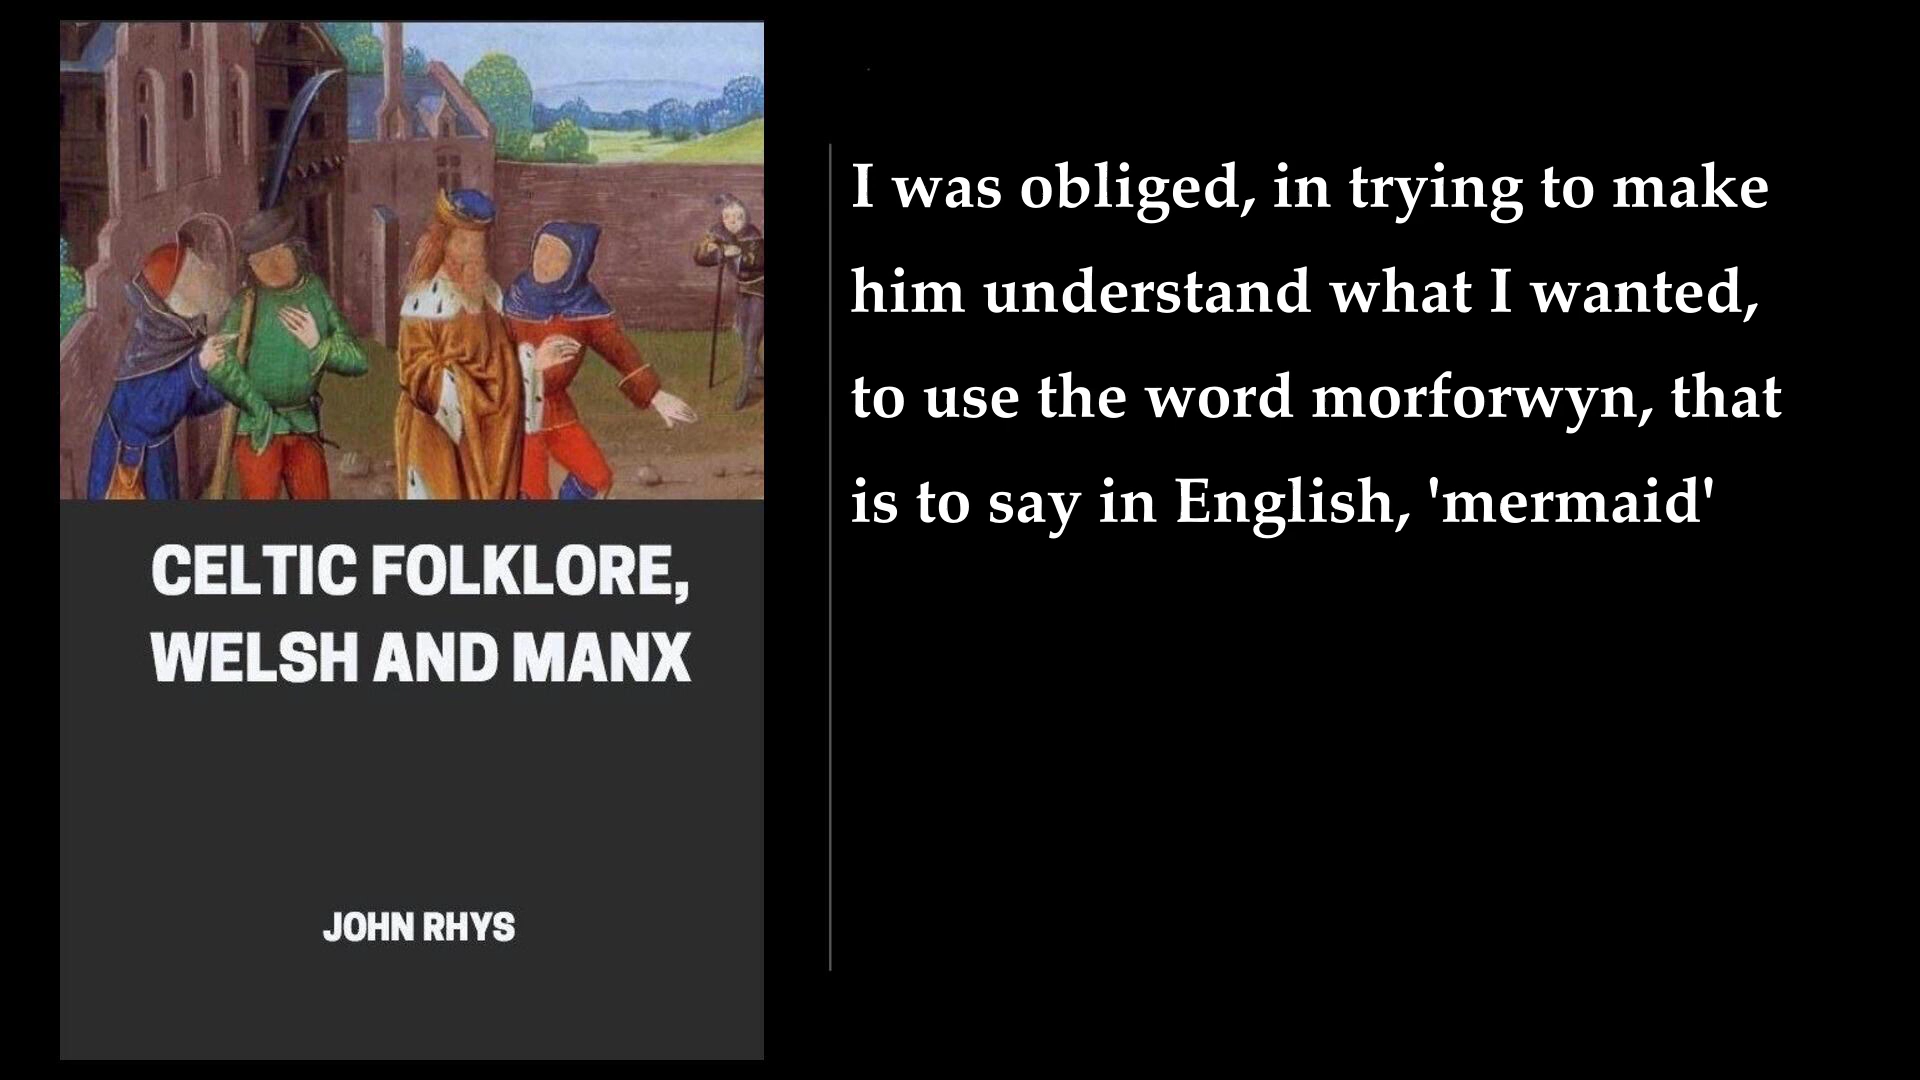 CELTIC FOLKLORE,
WELSH AND MANX
JOHN RHYS
I was obliged, in trying to make
him understand what I wanted,
to use the word morforwyn, that
is to say in English, 'mermaid'